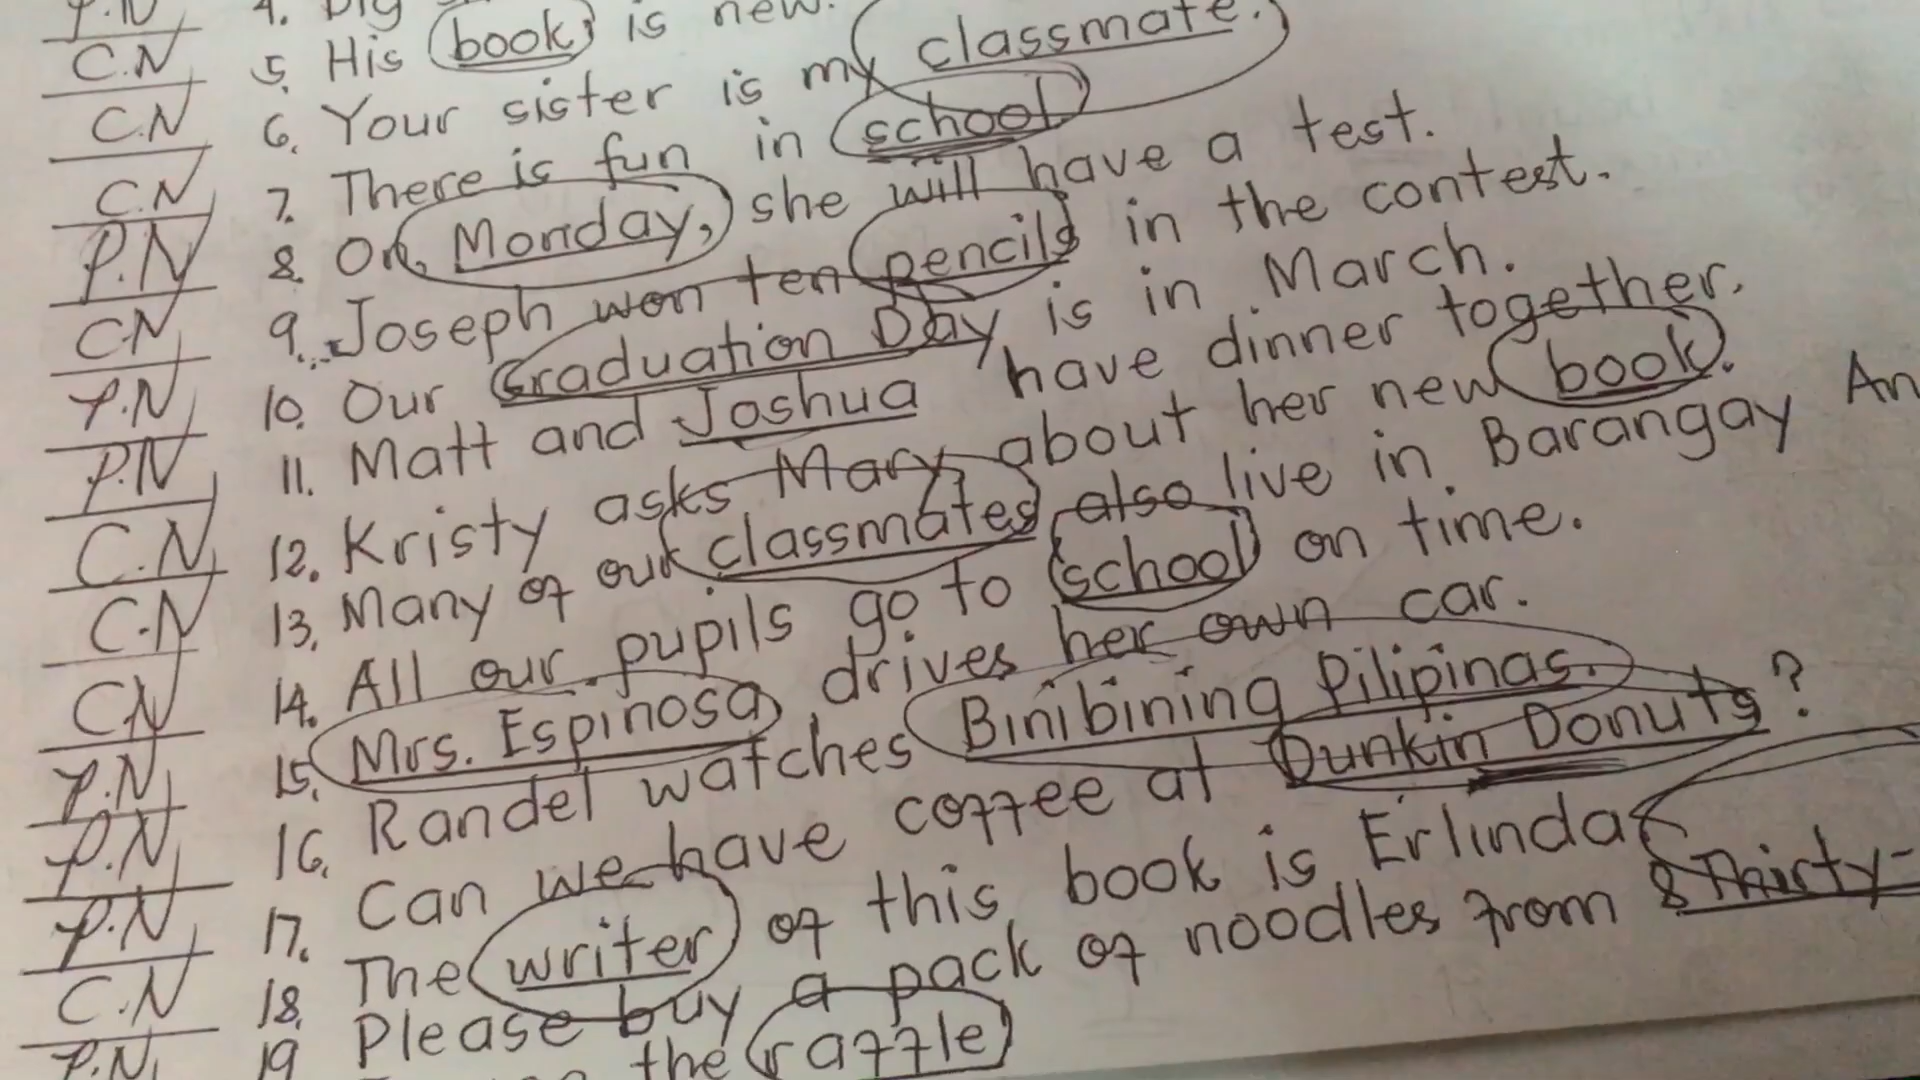 P.N 4. Big
C.N 5. His book is new.
C.N 6. Your sister is my classmate.
C.N 7. There is fun in school
P.N 8. On Monday, she will have a test.
CN 9. Joseph won ten pencils in the contest.
P.N 10. Our Graduation Day is in March.
P.N 11. Matt and Joshua have dinner together.
C.N 12. Kristy asks Mary about her new book.
C.N 13. Many of our classmates also live in Barangay An
CN 14. All our pupils go to school on time.
P.N 15. Mrs. Espinosa drives her own car.
P.N 16. Randel watches Binibining Pilipinas.
P.N 17. Can we have coffee at Dunkin Donuts?
C.N 18. The writer of this book is Erlinda
P.N 19 Please buy a pack of noodles from 8 Thirty-
the raffle